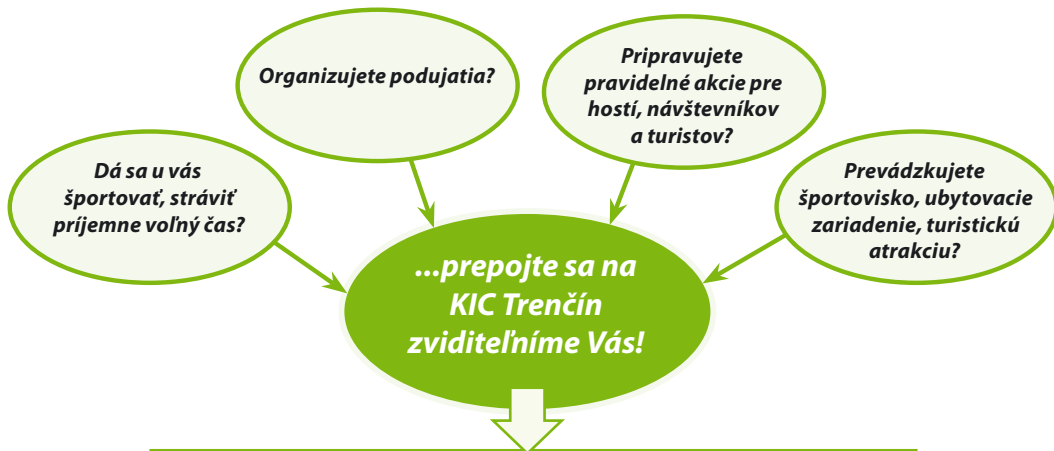 Dá sa u vás
športovať, stráviť
príjemne voľný čas?
Organizujete podujatia?
Pripravujete
pravidelné akcie pre
hostí, návštevníkov
a turistov?
Prevádzkujete
športovisko, ubytovacie
zariadenie, turistickú
atrakciu?
...prepojte sa na
KIC Trenčín
zviditeľníme Vás!